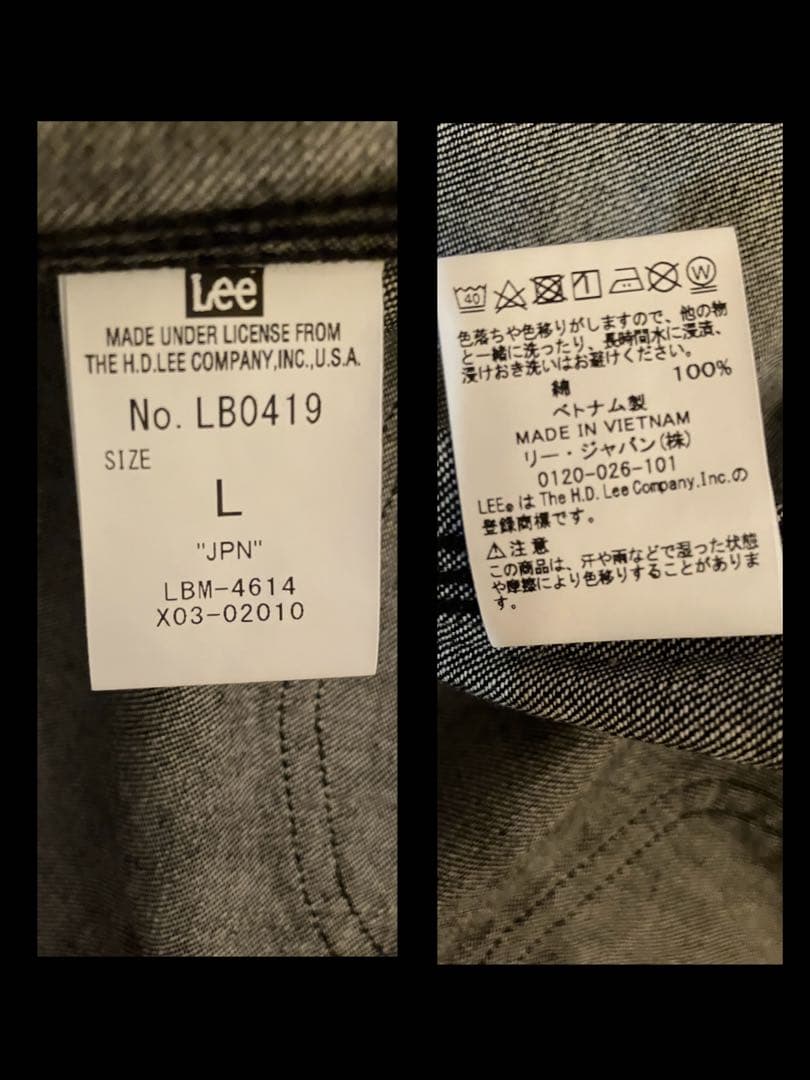 Lee
MADE UNDER LICENSE FROM
THE H.D.LEE COMPANY,INC.,U.S.A.
No. LB0419
SIZE
L
"JPN"
LBM-4614
X03-02010
40
W
色落ちや色移りがしますので、他の物
と一緒に洗ったり、長時間水に浸漬、
浸けおき洗いはお避けください。
綿 100%
ベトナム製
MADE IN VIETNAM
リー・ジャパン(株)
0120-026-101
LEE® は The H.D. Lee Company.Inc.の
登録商標です。
⚠注意
この商品は、汗や雨などで湿った状態
や摩擦により色移りすることがありま
す。